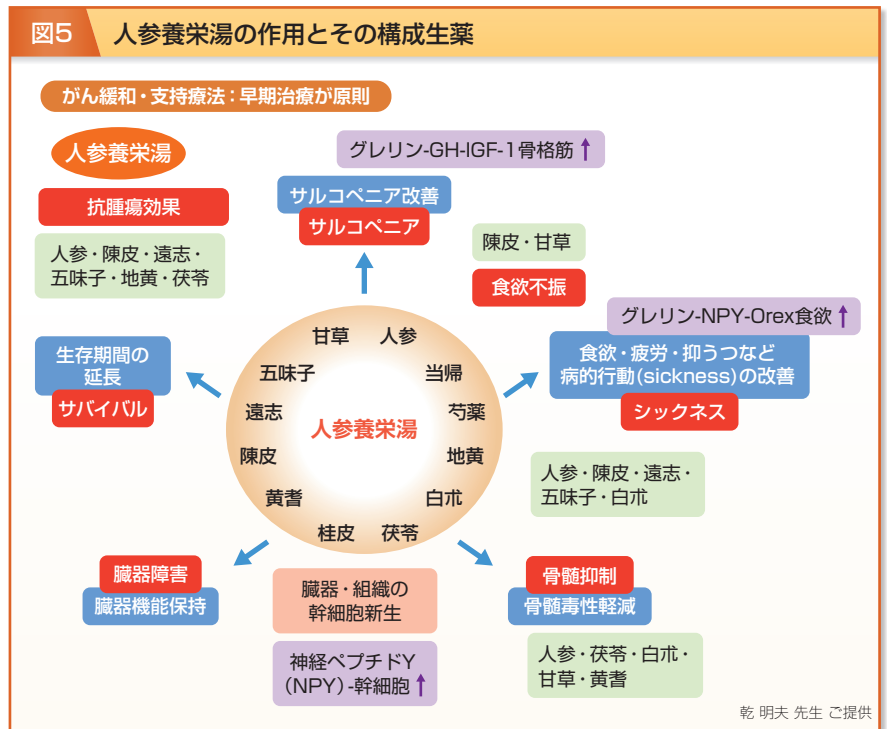 図5 人参養栄湯の作用とその構成生薬
がん緩和・支持療法：早期治療が原則
人参養栄湯
抗腫瘍効果
人参・陳皮・遠志・
五味子・地黄・茯苓
グレリン-GH-IGF-1骨格筋↑
サルコペニア改善
サルコペニア
陳皮・甘草
食欲不振
グレリン-NPY-Orex食欲↑
食欲・疲労・抑うつなど
病的行動(sickness)の改善
シックネス
人参・陳皮・遠志・
五味子・白朮
生存期間の
延長
サバイバル
人参養栄湯
人参
当帰
芍薬
地黄
白朮
茯苓
桂皮
黄耆
陳皮
遠志
五味子
甘草
臓器障害
臓器機能保持
臓器・組織の
幹細胞新生
神経ペプチドY
（NPY）-幹細胞↑
骨髄抑制
骨髄毒性軽減
人参・茯苓・白朮・
甘草・黄耆
乾 明夫 先生 ご提供